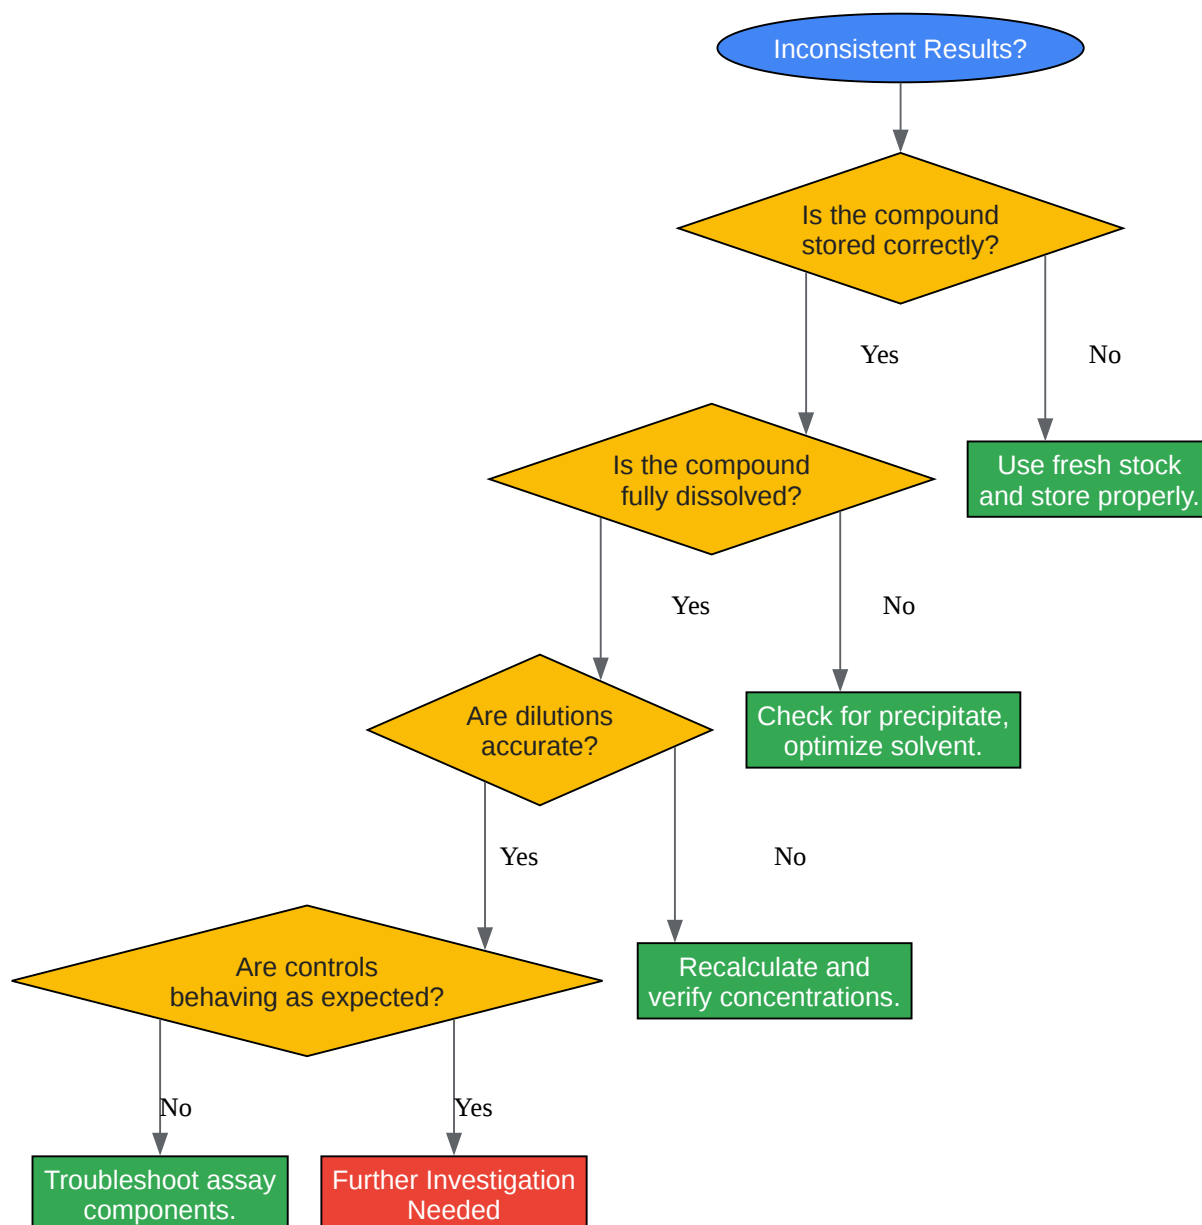 Inconsistent Results?
Is the compound
stored correctly?
Yes
No
Is the compound
fully dissolved?
Use fresh stock
and store properly.
Yes
No
Are dilutions
accurate?
Check for precipitate,
optimize solvent.
Yes
No
Are controls
behaving as expected?
Recalculate and
verify concentrations.
No
Yes
Troubleshoot assay
components.
Further Investigation
Needed